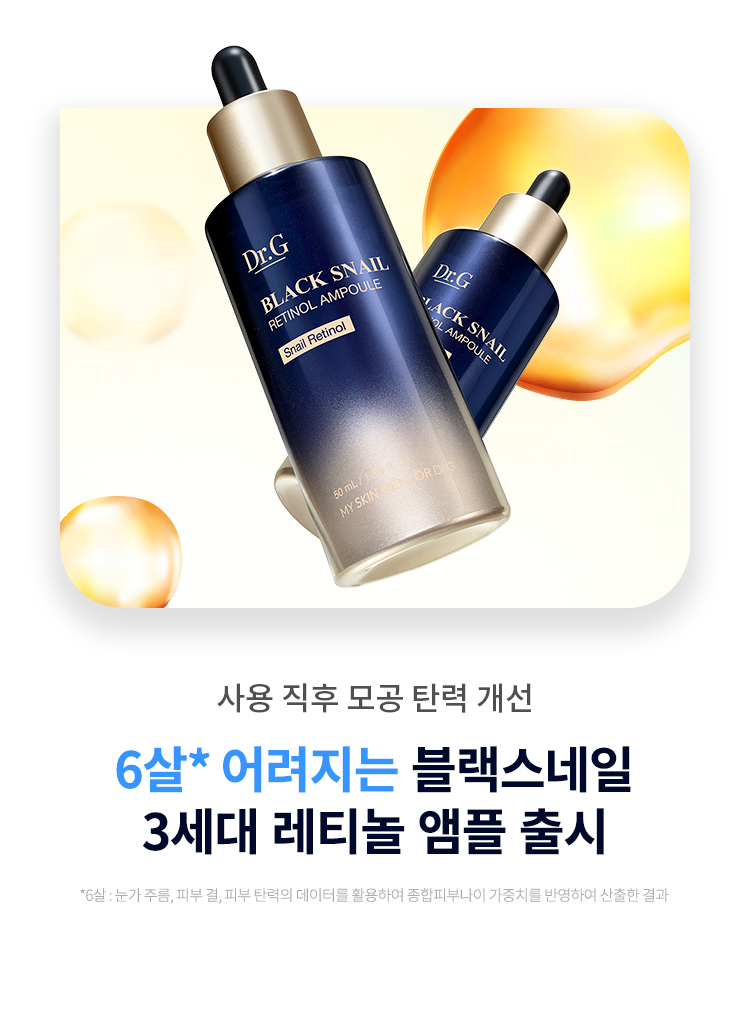 Dr.G
BLACK SNAIL
RETINOL AMPOULE
Snail Retinol
50 mL / 1
MY SKIN MENTOR Dr.G
Dr.G
LACK SNAIL
OL AMPOULE
사용 직후 모공 탄력 개선
6살* 어려지는 블랙스네일
3세대 레티놀 앰플 출시
*6살 : 눈가 주름, 피부 결, 피부 탄력의 데이터를 활용하여 종합피부나이 가중치를 반영하여 산출한 결과